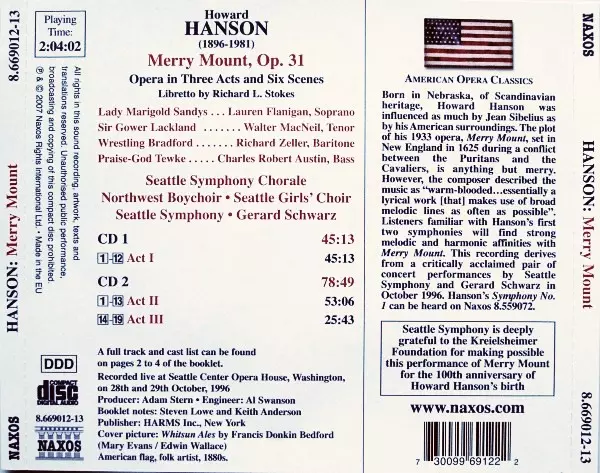 8.669012-13
HANSON: Merry Mount
NAXOS
Playing
Time:
2:04:02
All rights in this sound recording, artwork, texts and
translations reserved. Unauthorised public performance,
broadcasting and copying of this compact disc prohibited.
℗ & © 2007 Naxos Rights International Ltd. • Made in the EU
DDD
COMPACT
disc
DIGITAL AUDIO
8.669012-13
NAXOS
Howard
HANSON
(1896-1981)
Merry Mount, Op. 31
Opera in Three Acts and Six Scenes
Libretto by Richard L. Stokes
Lady Marigold Sandys . . . Lauren Flanigan, Soprano
Sir Gower Lackland . . . . . . . Walter MacNeil, Tenor
Wrestling Bradford . . . . . . . Richard Zeller, Baritone
Praise-God Tewke . . . . . Charles Robert Austin, Bass
Seattle Symphony Chorale
Northwest Boychoir • Seattle Girls' Choir
Seattle Symphony • Gerard Schwarz
CD 1 45:13
1-12 Act I 45:13
CD 2 78:49
1-13 Act II 53:06
14-19 Act III 25:43
A full track and cast list can be found
on pages 2 to 4 of the booklet.
Recorded live at Seattle Center Opera House, Washington,
on 28th and 29th October, 1996
Producer: Adam Stern • Engineer: Al Swanson
Booklet notes: Steven Lowe and Keith Anderson
Publisher: HARMS Inc., New York
Cover picture: Whitsun Ales by Francis Donkin Bedford
(Mary Evans / Edwin Wallace)
American flag, folk artist, 1880s.
AMERICAN OPERA CLASSICS
Born in Nebraska, of Scandinavian
heritage, Howard Hanson was
influenced as much by Jean Sibelius as
by his American surroundings. The plot
of his 1933 opera, Merry Mount, set in
New England in 1625 during a conflict
between the Puritans and the
Cavaliers, is anything but merry.
However, the composer described the
music as “warm-blooded...essentially a
lyrical work [that] makes use of broad
melodic lines as often as possible”.
Listeners familiar with Hanson's first
two symphonies will find strong
melodic and harmonic affinities with
Merry Mount. This recording derives
from a critically acclaimed pair of
concert performances by Seattle
Symphony and Gerard Schwarz in
October 1996. Hanson's Symphony No.
1 can be heard on Naxos 8.559072.
Seattle Symphony is deeply
grateful to the Kreielsheimer
Foundation for making possible
this performance of Merry Mount
for the 100th anniversary of
Howard Hanson's birth
www.naxos.com
7 30099 69122 2
NAXOS
HANSON: Merry Mount
8.669012-13